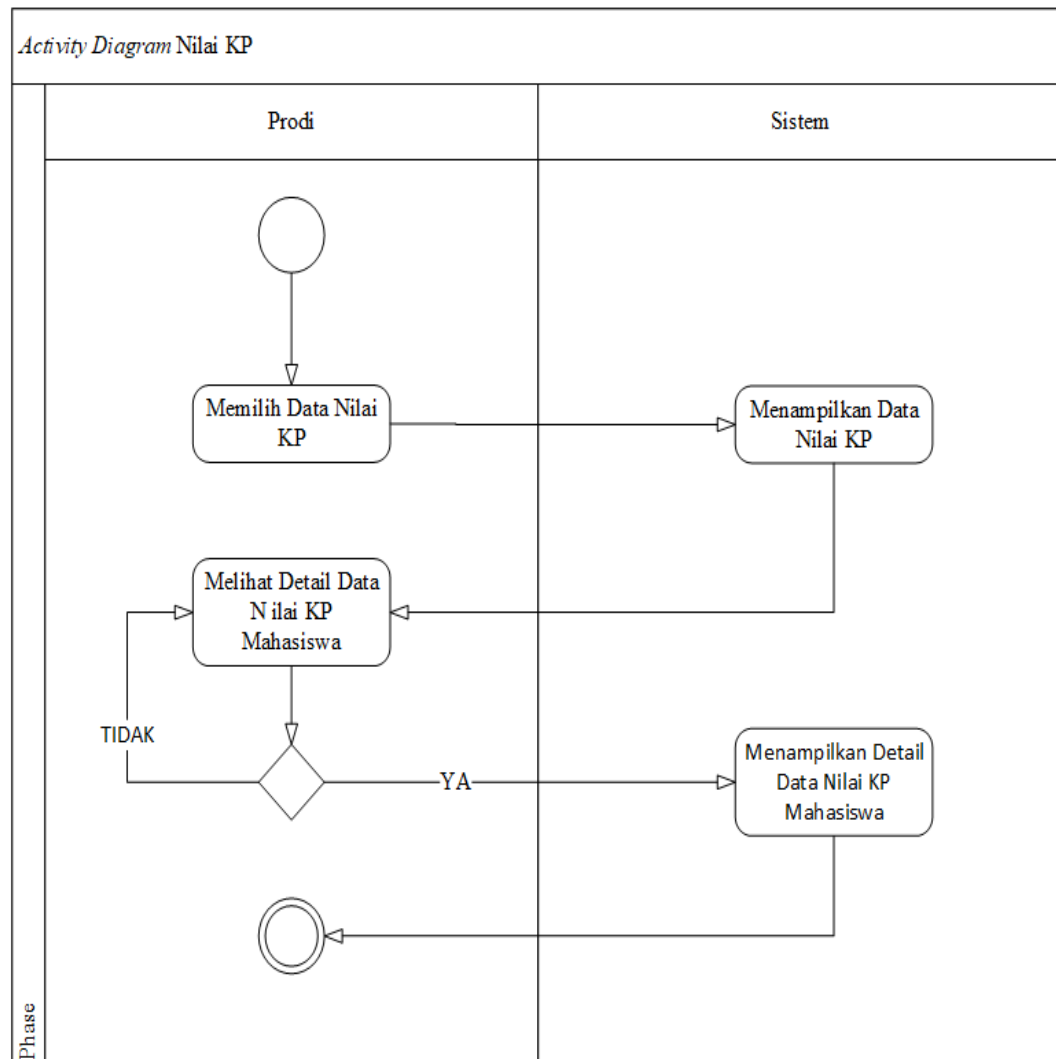 Activity Diagram Nilai KP
Prodi
Sistem
Memilih Data Nilai
KP
Menampilkan Data
Nilai KP
Melihat Detail Data
N ilai KP
Mahasiswa
TIDAK
YA
Menampilkan Detail
Data Nilai KP
Mahasiswa
Phase